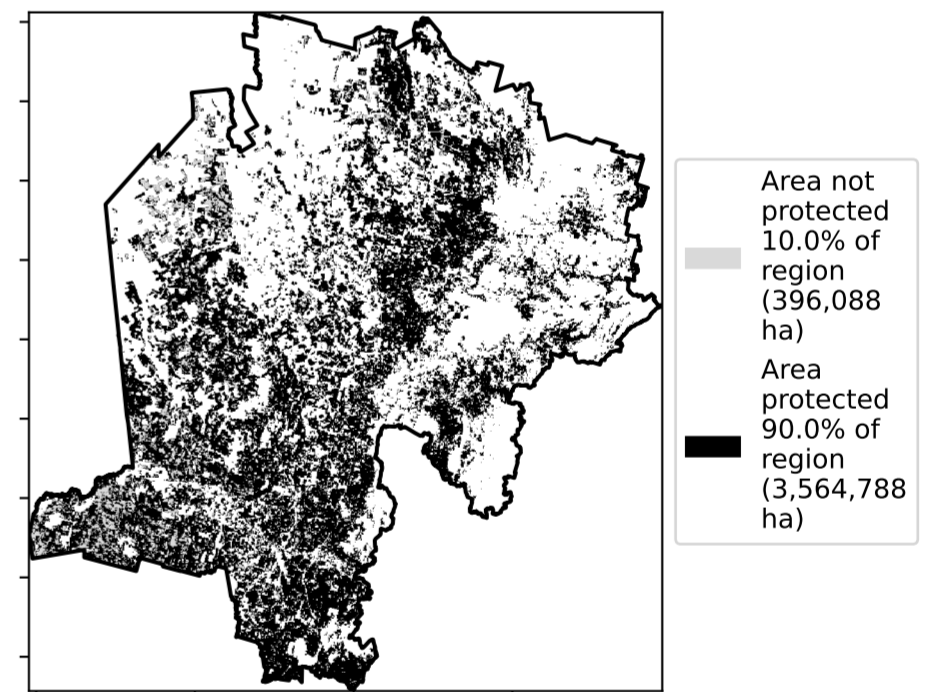 Area not
protected
10.0% of
region
(396,088
ha)
Area
protected
90.0% of
region
(3,564,788
ha)